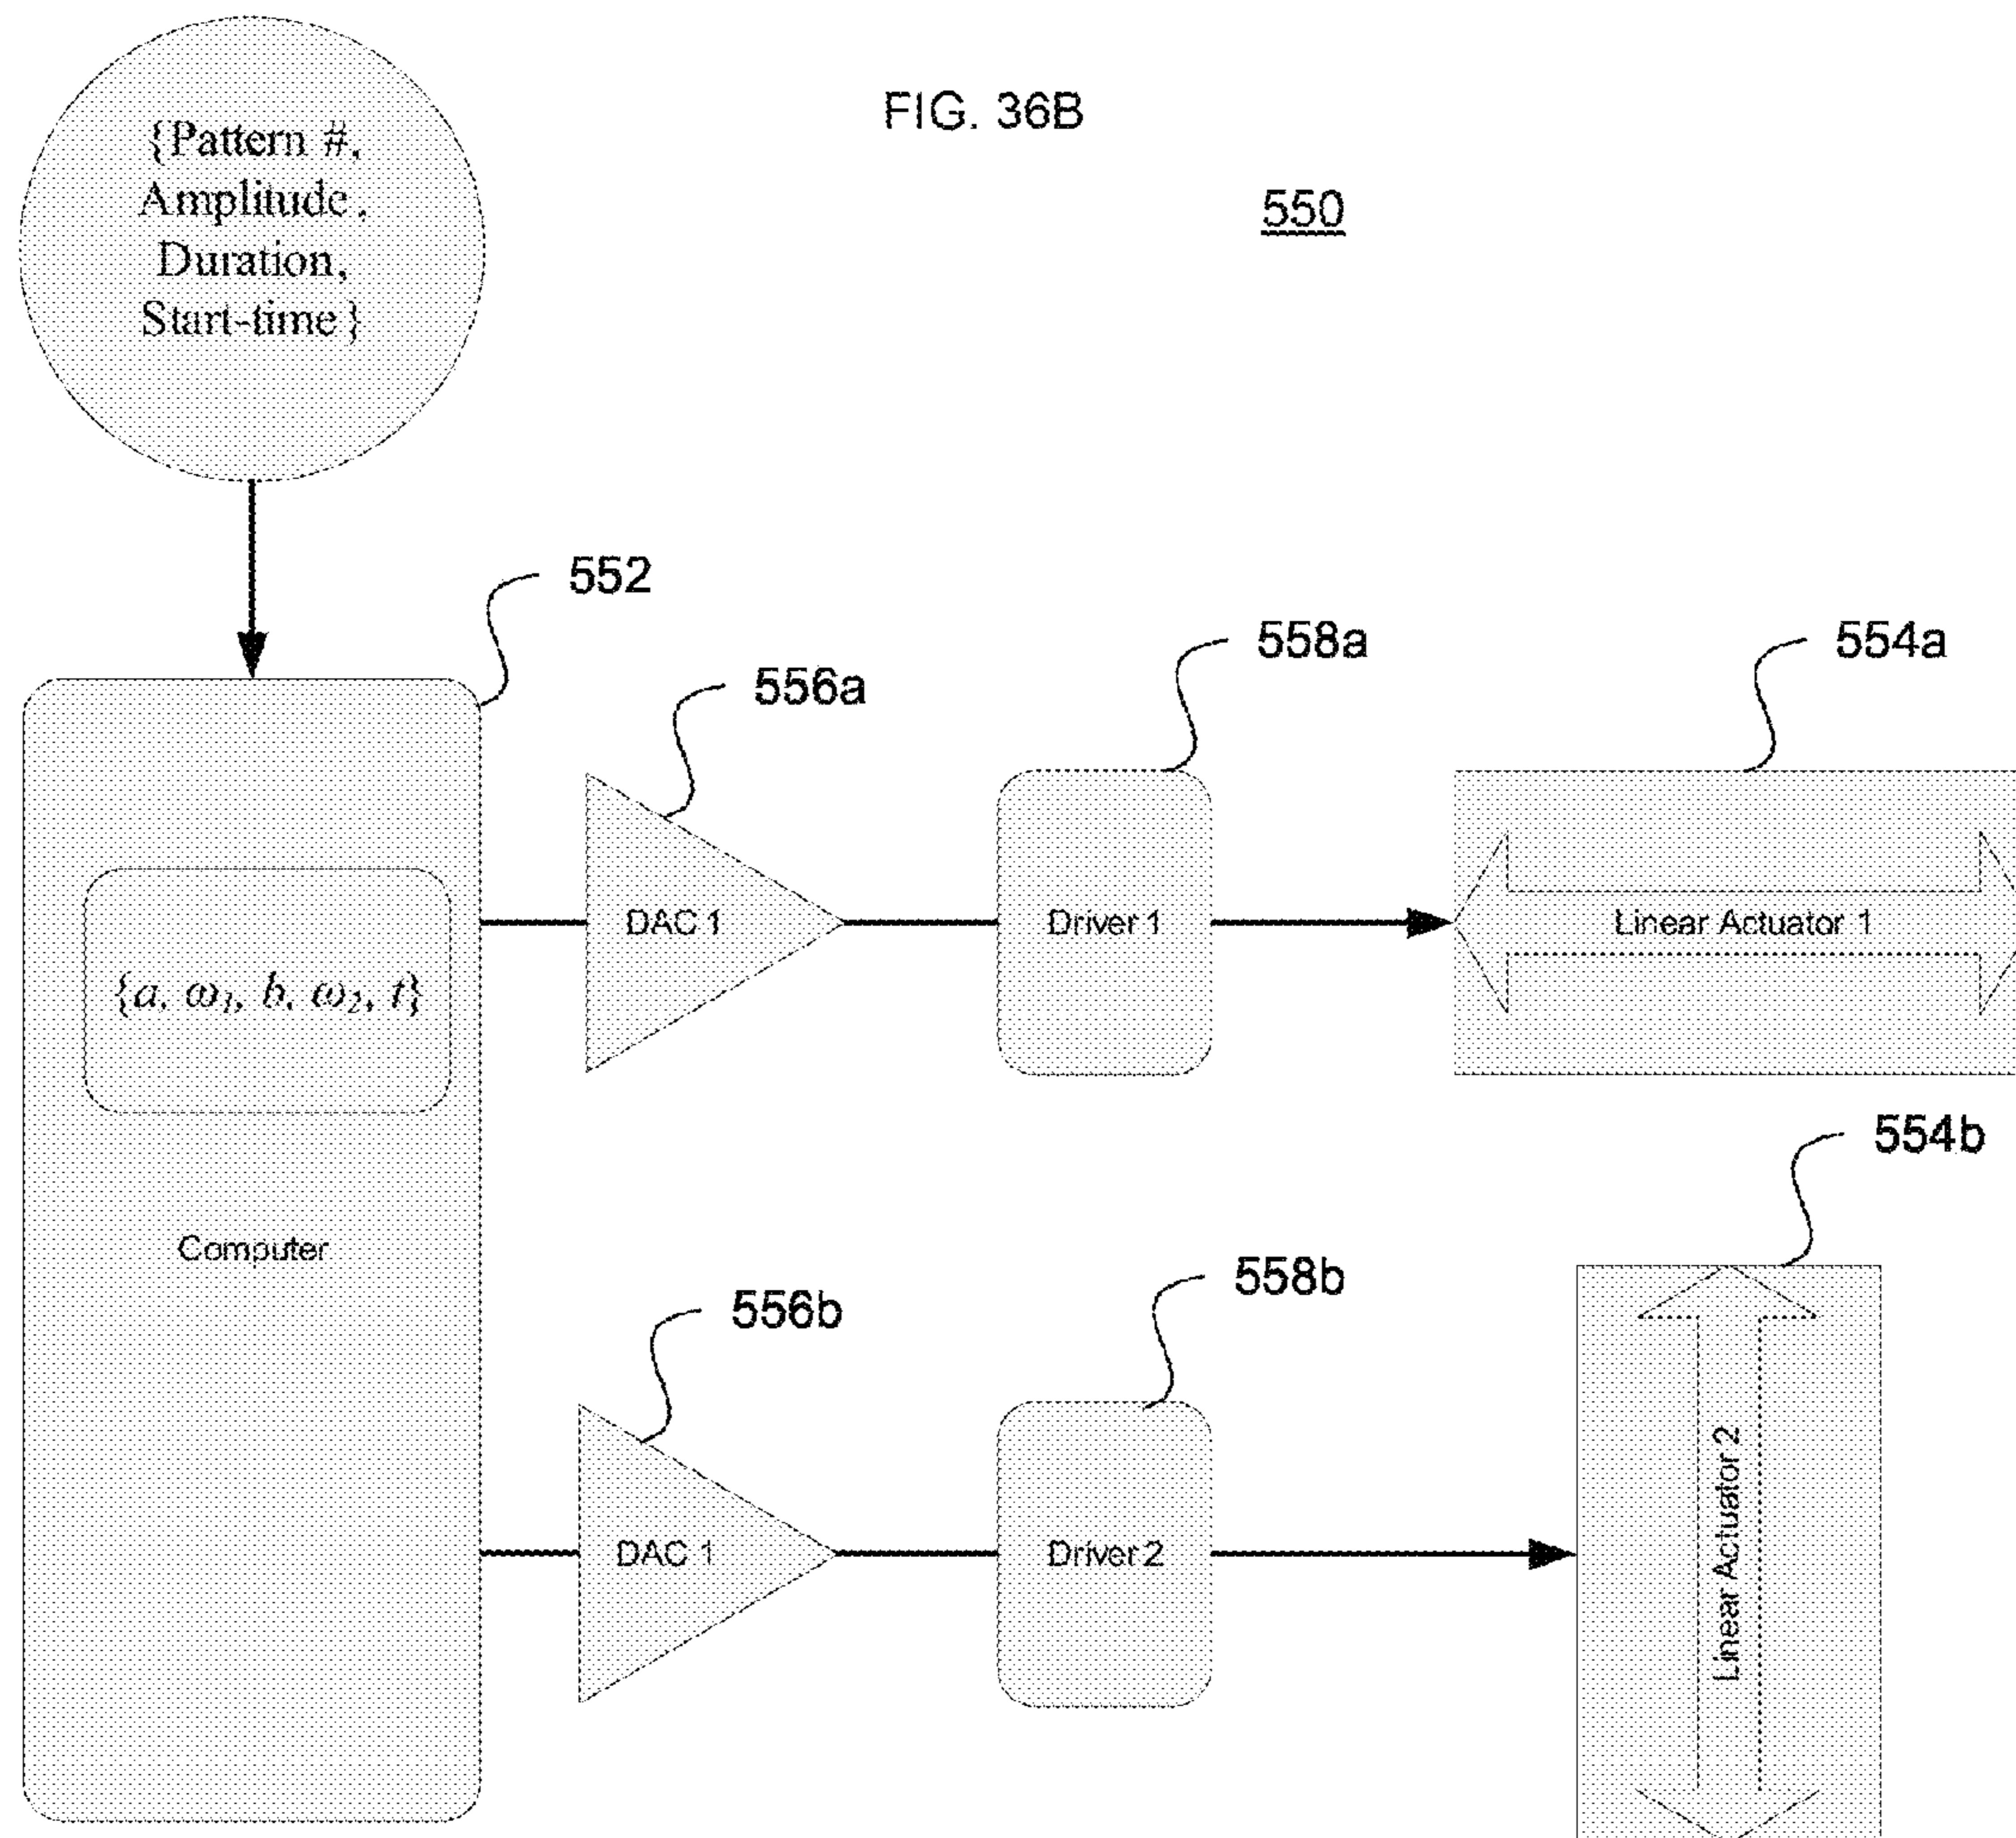 FIG. 36B
550
{Pattern #,
Amplitude,
Duration,
Start-time}
552
556a
558a
554a
DAC 1
Driver 1
Linear Actuator 1
{a, ω₁, b, ω₂, t}
Computer
556b
558b
554b
DAC 1
Driver 2
Linear Actuator 2